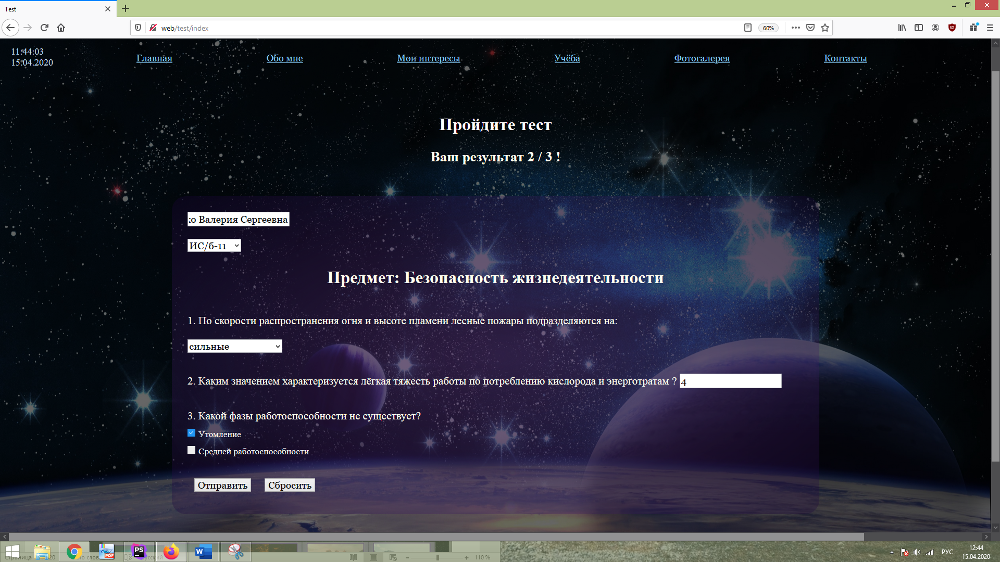 Test
web/test/index
60%
11:44:03
15.04.2020
Главная
Обо мне
Мои интересы
Учёба
Фотогалерея
Контакты
Пройдите тест
Ваш результат 2 / 3 !
ко Валерия Сергеевна
ИС/б-11
Предмет: Безопасность жизнедеятельности
1. По скорости распространения огня и высоте пламени лесные пожары подразделяются на:
сильные
2. Каким значением характеризуется лёгкая тяжесть работы по потреблению кислорода и энерготратам ? 4
3. Какой фазы работоспособности не существует?
Утомление
Средней работоспособности
Отправить
Сбросить
110 %
РУС
12:44
15.04.2020